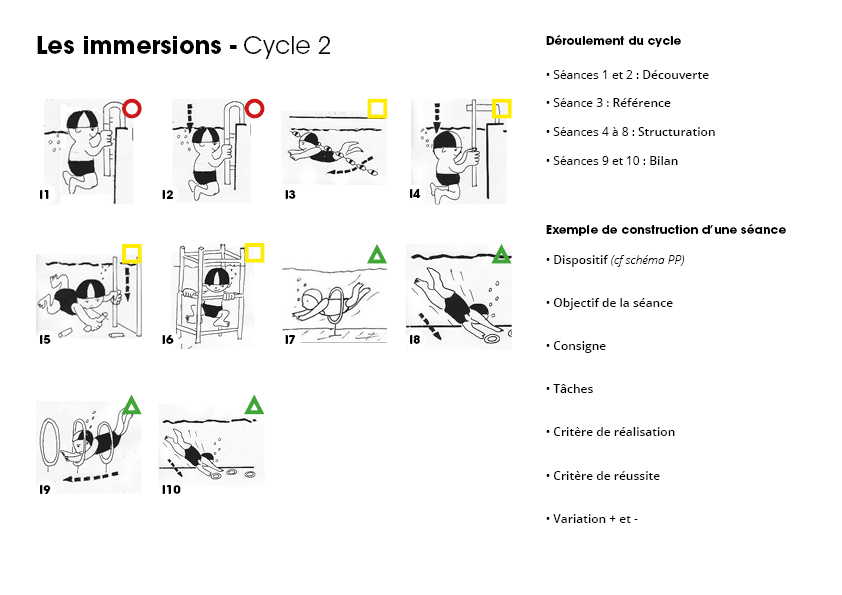 Les immersions - Cycle 2
I1
I2
I3
I4
I5
I6
I7
I8
I9
I10
Déroulement du cycle
• Séances 1 et 2 : Découverte
• Séance 3 : Référence
• Séances 4 à 8 : Structuration
• Séances 9 et 10 : Bilan
Exemple de construction d'une séance
• Dispositif (cf schéma PP)
• Objectif de la séance
• Consigne
• Tâches
• Critère de réalisation
• Critère de réussite
• Variation + et -